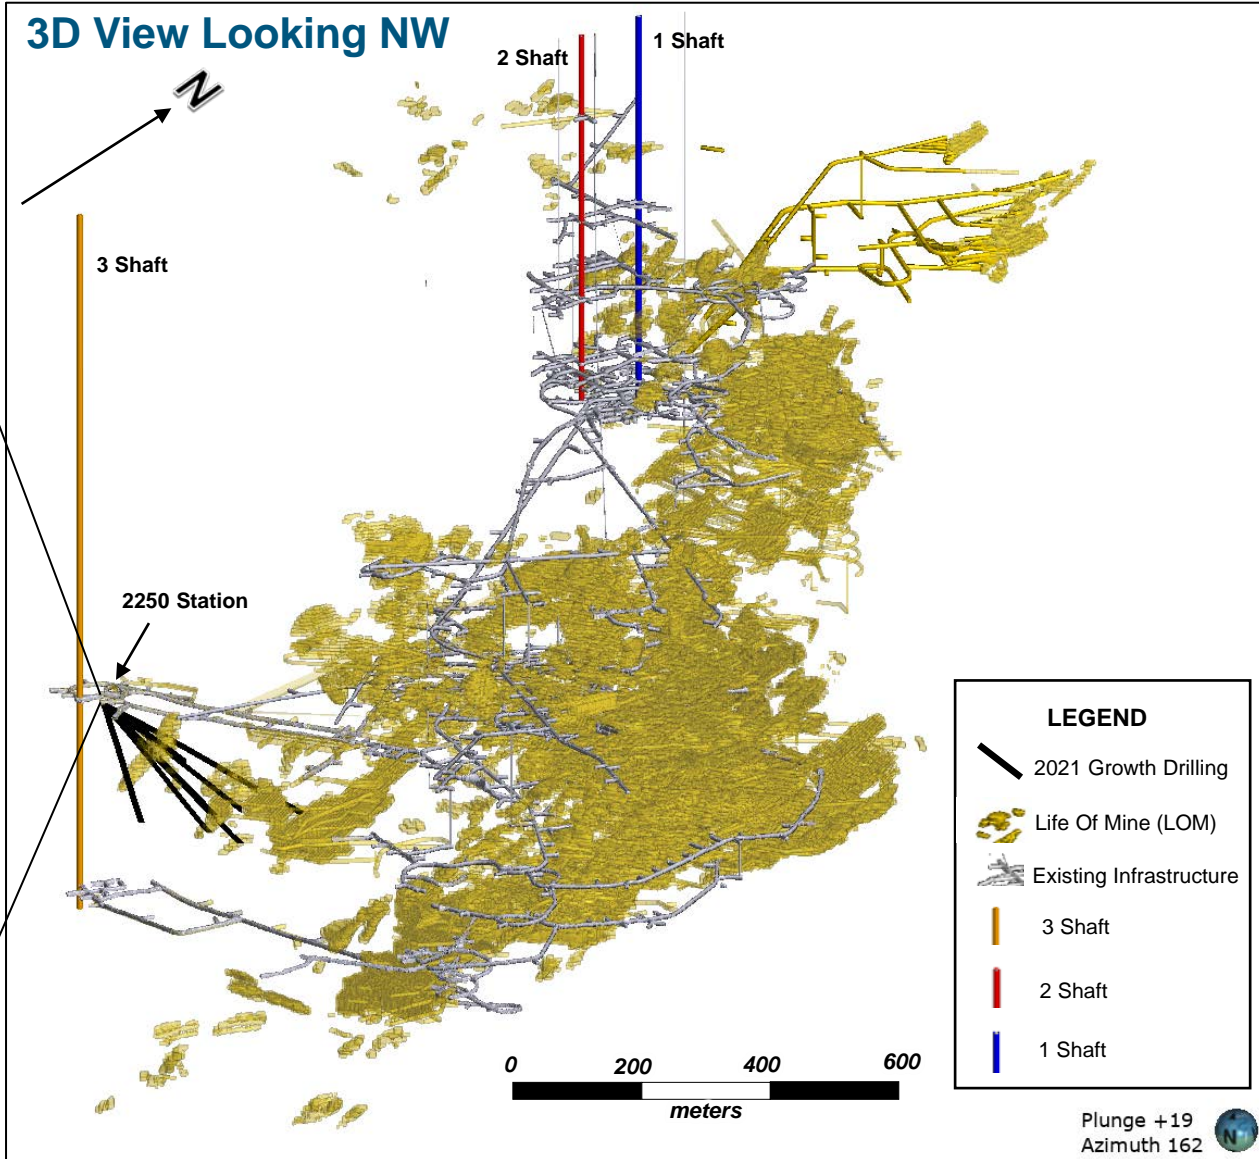 3D View Looking NW
N
2 Shaft
1 Shaft
3 Shaft
2250 Station
LEGEND
2021 Growth Drilling
Life Of Mine (LOM)
Existing Infrastructure
3 Shaft
2 Shaft
1 Shaft
0 200 400 600
meters
Plunge +19
Azimuth 162
N